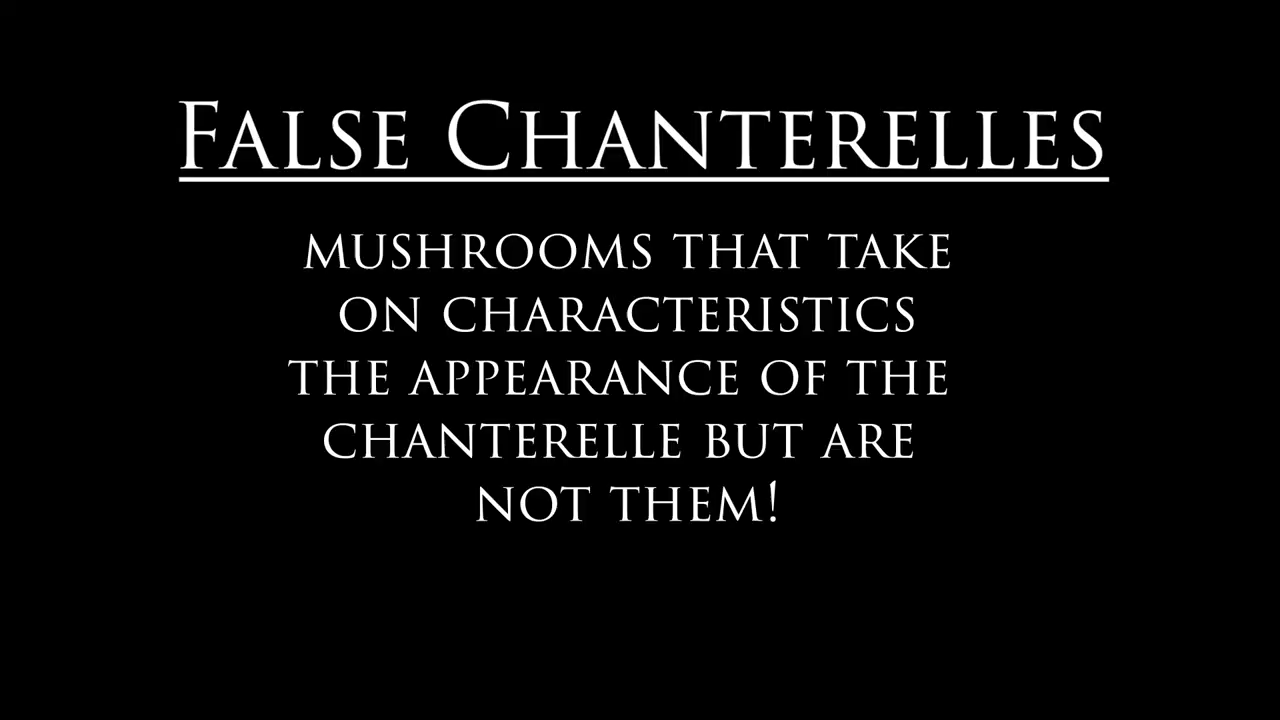 False Chanterelles
mushrooms that take
on characteristics
the appearance of the
chanterelle but are
not them!